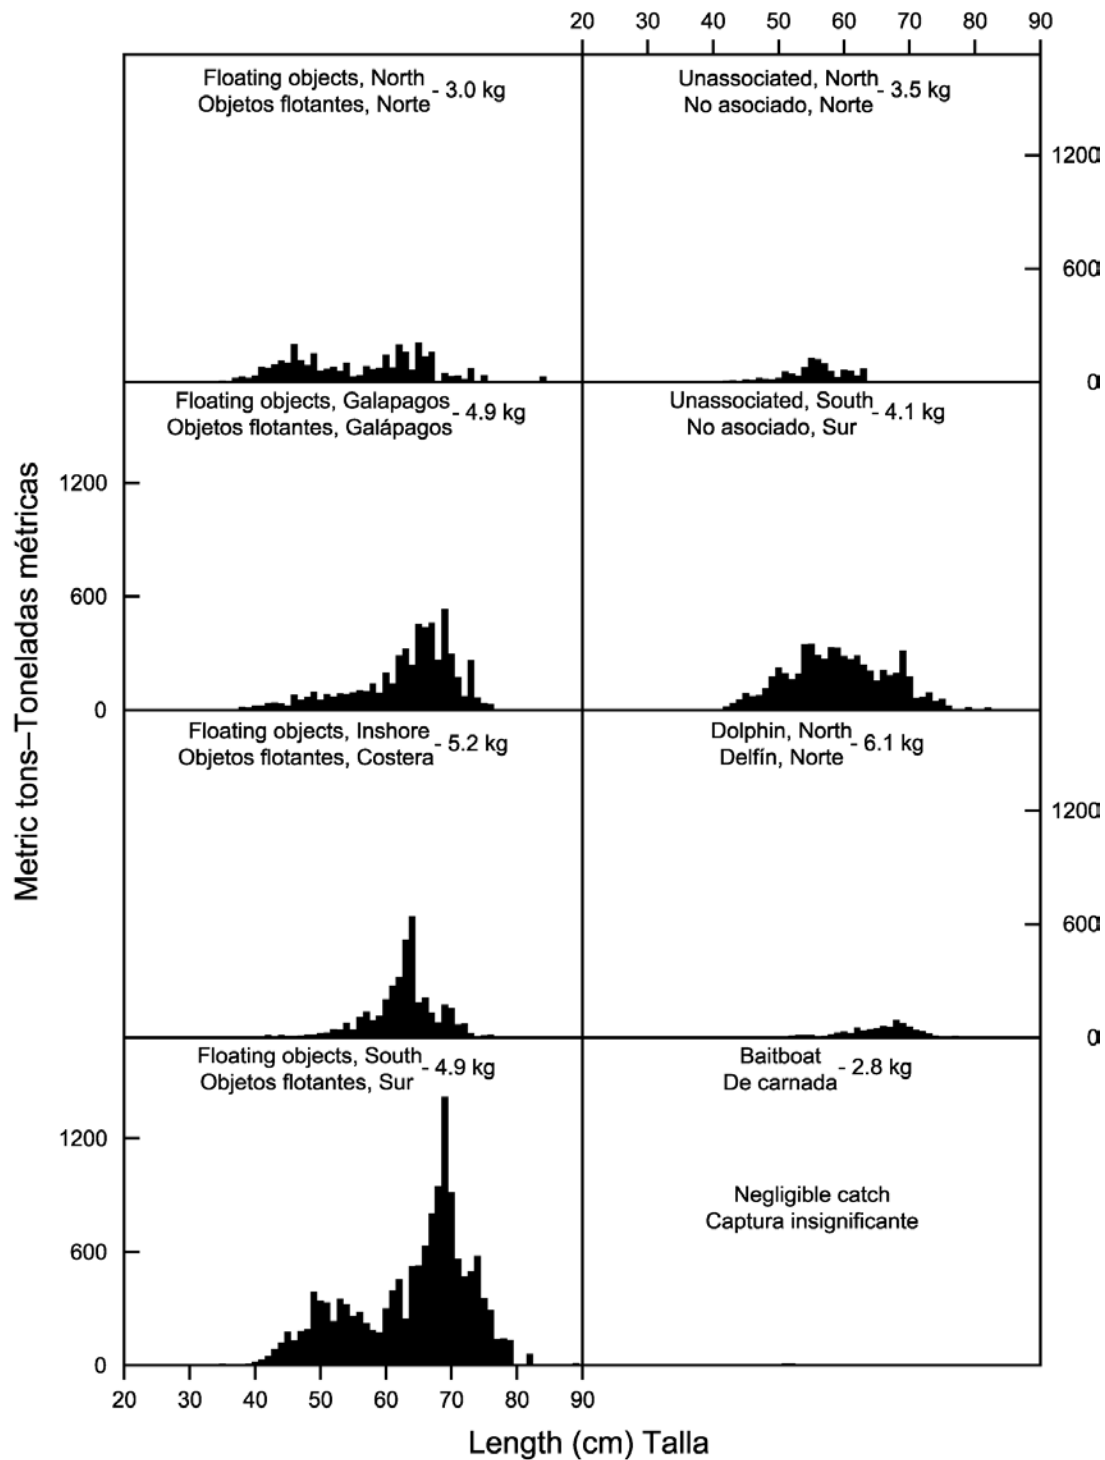 20 30 40 50 60 70 80 90
Floating objects, North
Objetos flotantes, Norte
- 3.0 kg
Unassociated, North
No asociado, Norte
- 3.5 kg
1200
600
0
Floating objects, Galapagos
Objetos flotantes, Galápagos
- 4.9 kg
Unassociated, South
No asociado, Sur
- 4.1 kg
1200
600
0
Floating objects, Inshore
Objetos flotantes, Costera
- 5.2 kg
Dolphin, North
Delfín, Norte
- 6.1 kg
1200
600
0
Floating objects, South
Objetos flotantes, Sur
- 4.9 kg
Baitboat
De carnada
- 2.8 kg
Negligible catch
Captura insignificante
1200
600
0
20 30 40 50 60 70 80 90
Length (cm) Talla
Metric tons–Toneladas métricas